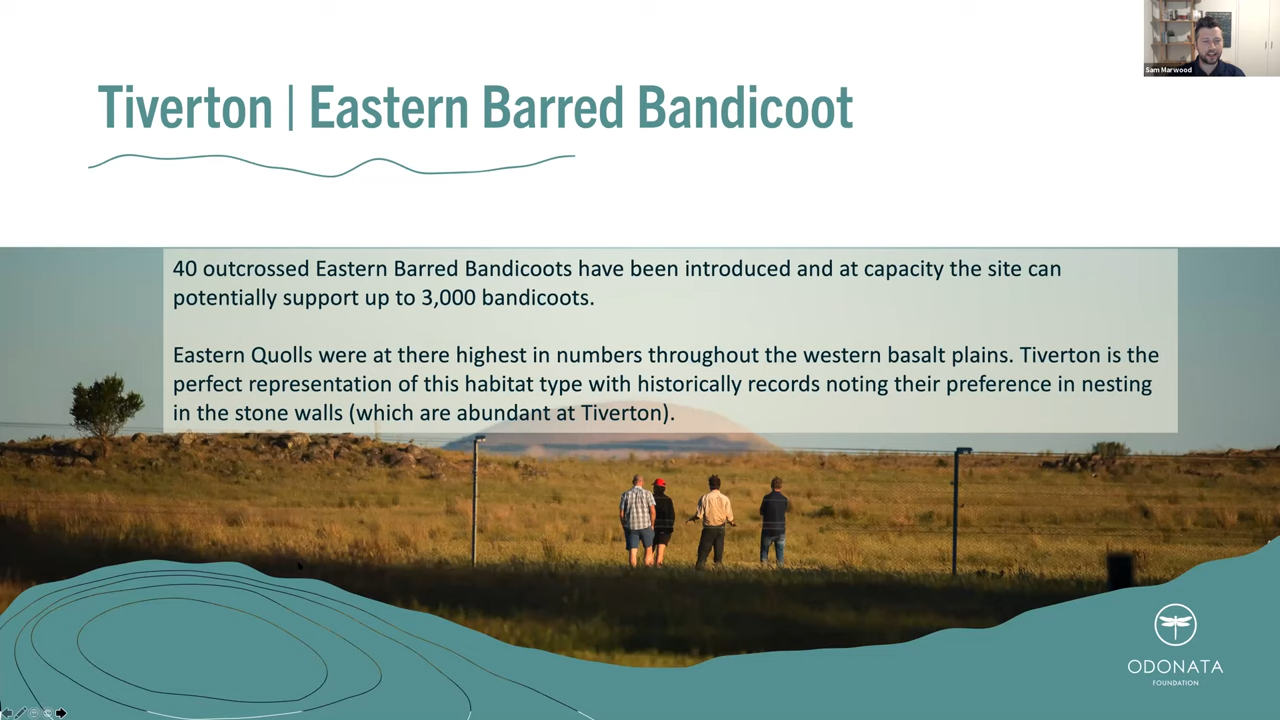 Sam Marwood
Tiverton | Eastern Barred Bandicoot
40 outcrossed Eastern Barred Bandicoots have been introduced and at capacity the site can
potentially support up to 3,000 bandicoots.
Eastern Quolls were at there highest in numbers throughout the western basalt plains. Tiverton is the
perfect representation of this habitat type with historically records noting their preference in nesting
in the stone walls (which are abundant at Tiverton).
ODONATA
FOUNDATION